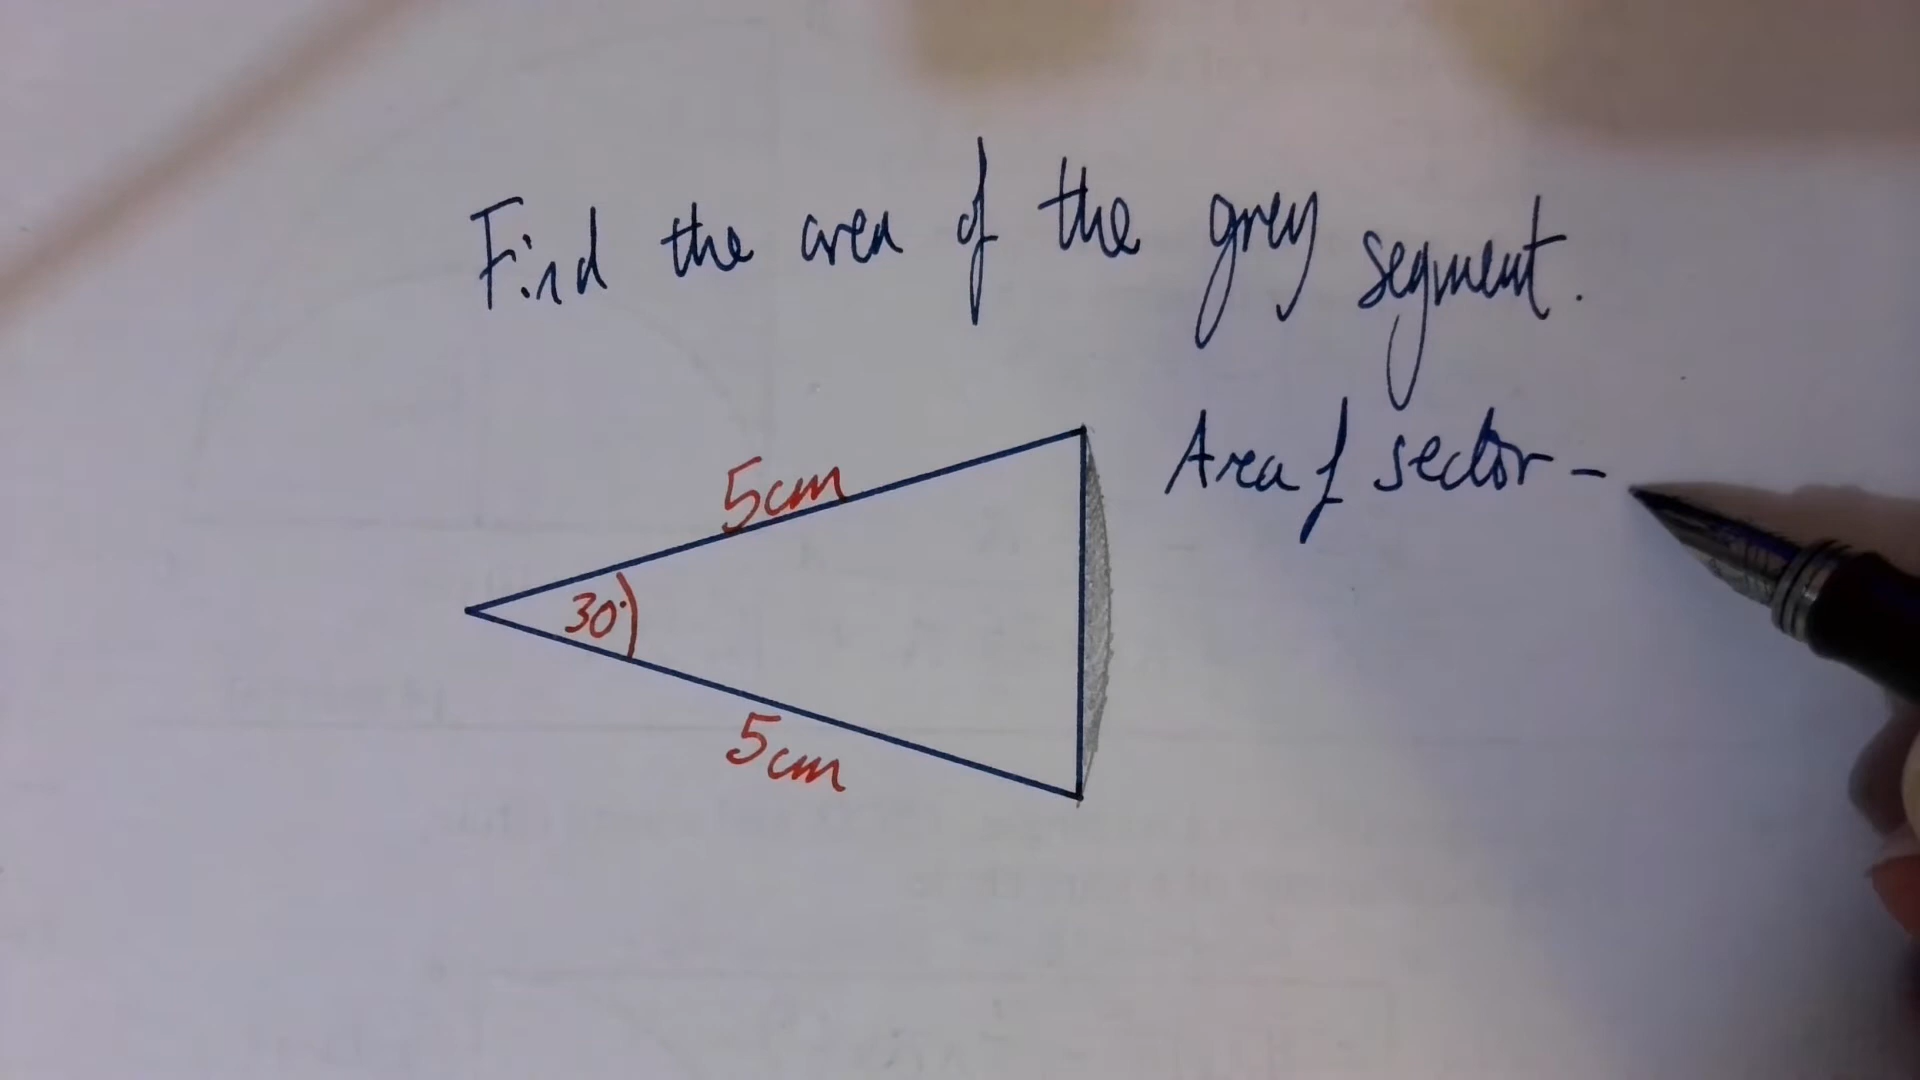 Find the area of the grey segment.
Area of sector -
5cm
30°
5cm